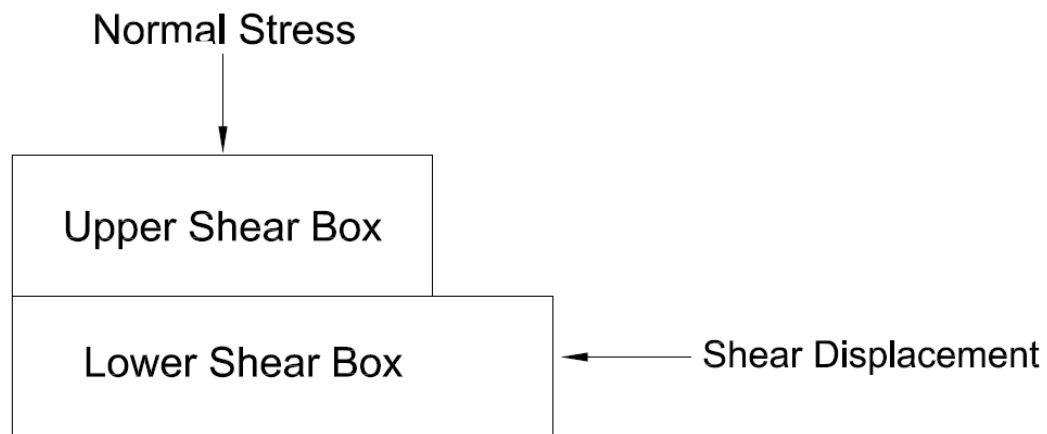 Normal Stress
Upper Shear Box
Lower Shear Box
Shear Displacement